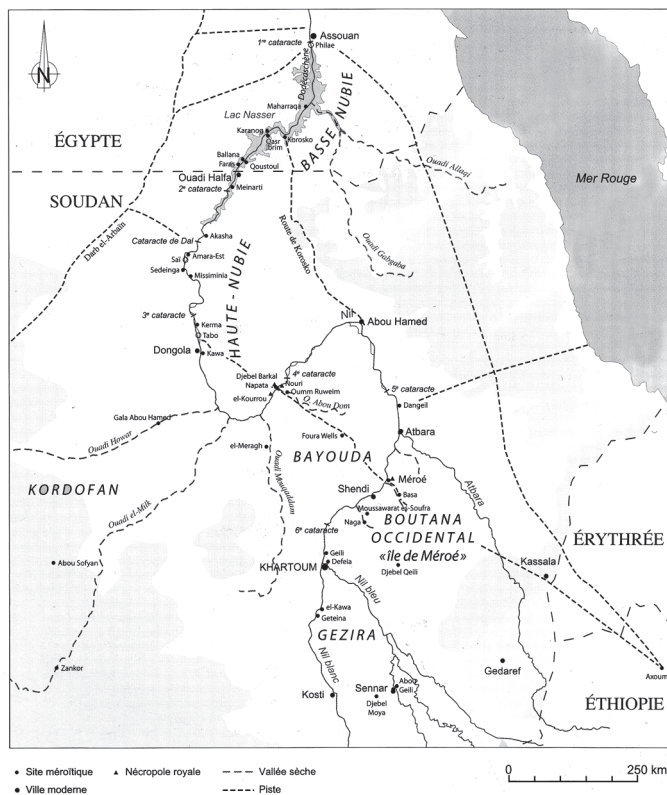 Assouan
1re cataracte
Philae
Dodécaschène
Maharraqa
Lac Nasser
BASSE NUBIE
Karanog
Qasr Ibrim
Korosko
ÉGYPTE
Ballana
Faras
Qoustoul
Ouadi Allaqi
Mer Rouge
Ouadi Halfa
SOUDAN
2e cataracte
Meinarti
Ouadi Gabgaba
Route de Korosko
Darb el-Arbaïn
Akasha
Cataracte de Dal
Saï
Amara-Est
Sedeinga
Missiminia
HAUTE-NUBIE
3e cataracte
Kerma
Tabo
Nil
Abou Hamed
Dongola
Kawa
4e cataracte
Djebel Barkal
Nouri
Napata
Oumm Ruweim
el-Kourrou
O. Abou Dom
5e cataracte
Dangeil
Gala Abou Hamed
Ouadi Howar
el-Meragh
Foura Wells
Atbara
BAYOUDA
Ouadi Mouqaddam
Atbara
KORDOFAN
Ouadi el-Milk
Méroé
Shendi
Basa
Moussawarat es-Soufra
Naga
BOUTANA
OCCIDENTAL
«île de Méroé»
6e cataracte
ÉRYTHRÉE
Geili
Defeia
KHARTOUM
Djebel Qeili
Kassala
Abou Sofyan
Nil bleu
el-Kawa
Geteina
GEZIRA
Nil blanc
Zankor
Gedaref
Axoum
Kosti
Sennar
Abou
Geili
Djebel
Moya
ÉTHIOPIE
N
Site méroïtique
Nécropole royale
Vallée sèche
Ville moderne
Piste
0
250 km